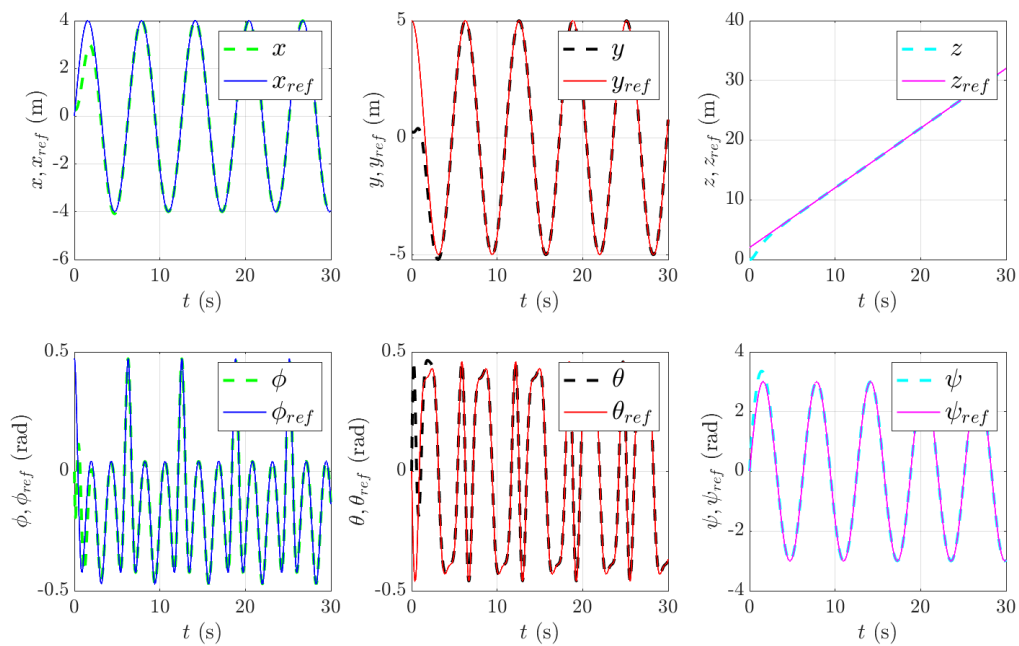 4
2
0
-2
-4
-6
x, x_ref (m)
x
x_ref
0
10
20
30
t (s)
5
0
-5
y, y_ref (m)
y
y_ref
0
10
20
30
t (s)
40
30
20
10
0
z, z_ref (m)
z
z_ref
0
10
20
30
t (s)
0.5
0
-0.5
ϕ, ϕ_ref (rad)
ϕ
ϕ_ref
0
10
20
30
t (s)
0.5
0
-0.5
θ, θ_ref (rad)
θ
θ_ref
0
10
20
30
t (s)
4
2
0
-2
-4
ψ, ψ_ref (rad)
ψ
ψ_ref
0
10
20
30
t (s)